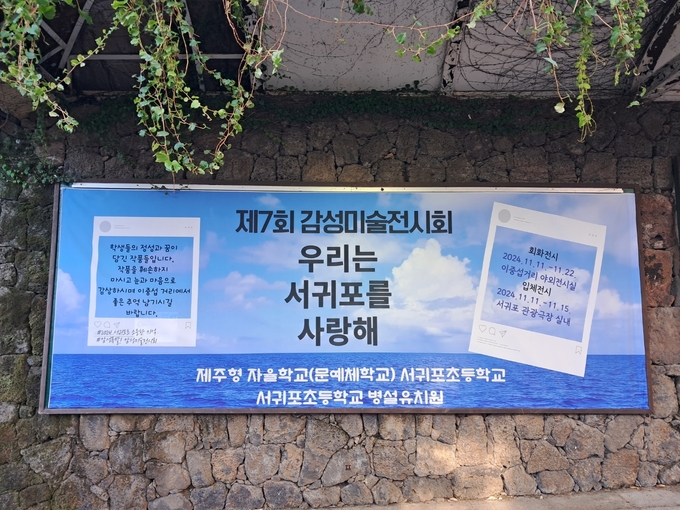 제7회 감성미술전시회
우리는
서귀포를
사랑해
학생들의 정성과 꿈이
담긴 작품들입니다.
작품을 훼손하지
마시고 눈과 마음으로
감상하시며 이중섭 거리에서
좋은 추억 남기시길
바랍니다.
회화전시
2024. 11. 11. ~11. 22.
이중섭거리 야외전시실
입체전시
2024. 11. 11. ~11. 15.
서귀포 관광극장 실내
제주형 자율학교(문예체학교) 서귀포초등학교
서귀포초등학교 병설유치원